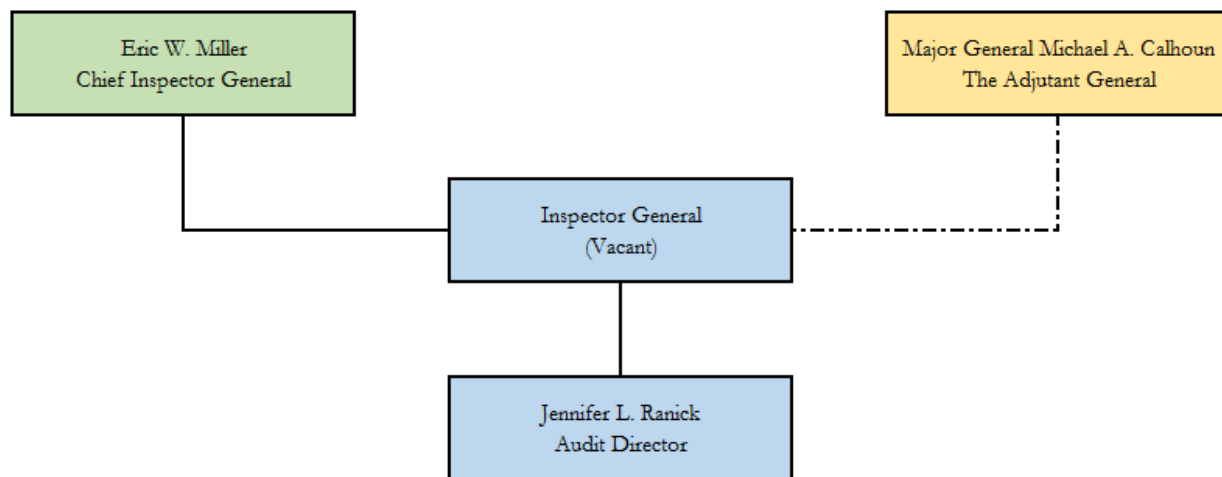 Eric W. Miller
Chief Inspector General
Major General Michael A. Calhoun
The Adjutant General
Inspector General
(Vacant)
Jennifer L. Ranick
Audit Director